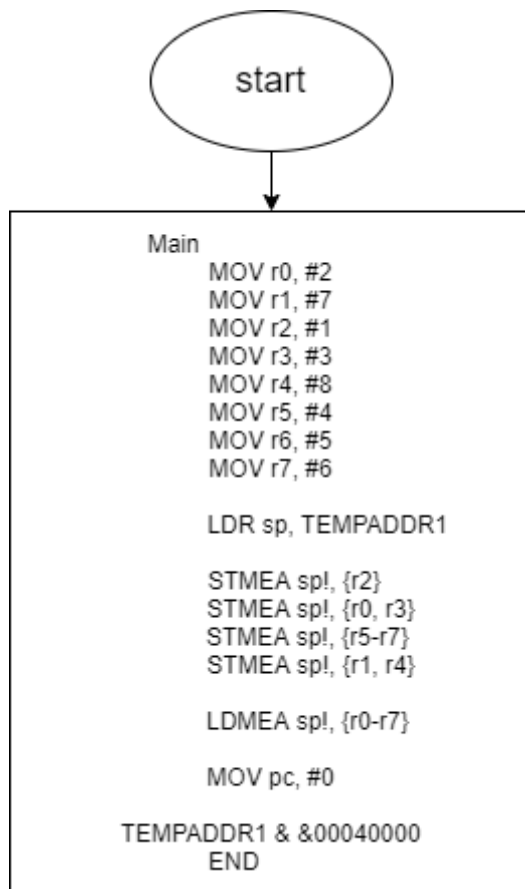 start
Main
MOV r0, #2
MOV r1, #7
MOV r2, #1
MOV r3, #3
MOV r4, #8
MOV r5, #4
MOV r6, #5
MOV r7, #6
LDR sp, TEMPADDR1
STMEA sp!, {r2}
STMEA sp!, {r0, r3}
STMEA sp!, {r5-r7}
STMEA sp!, {r1, r4}
LDMEA sp!, {r0-r7}
MOV pc, #0
TEMPADDR1 & &00040000
END